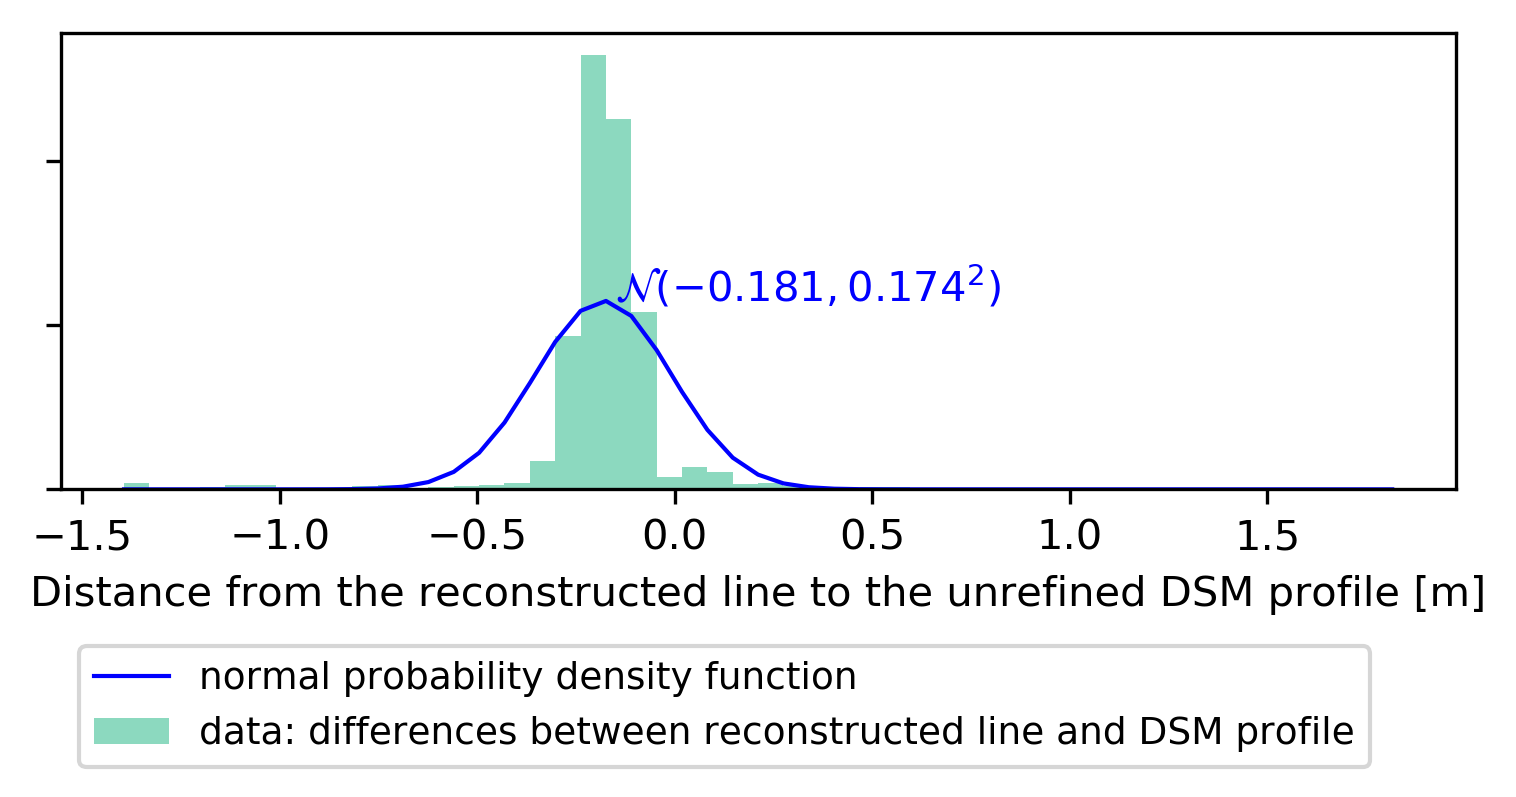 𝒩(−0.181, 0.174²)
−1.5 −1.0 −0.5 0.0 0.5 1.0 1.5
Distance from the reconstructed line to the unrefined DSM profile [m]
normal probability density function
data: differences between reconstructed line and DSM profile